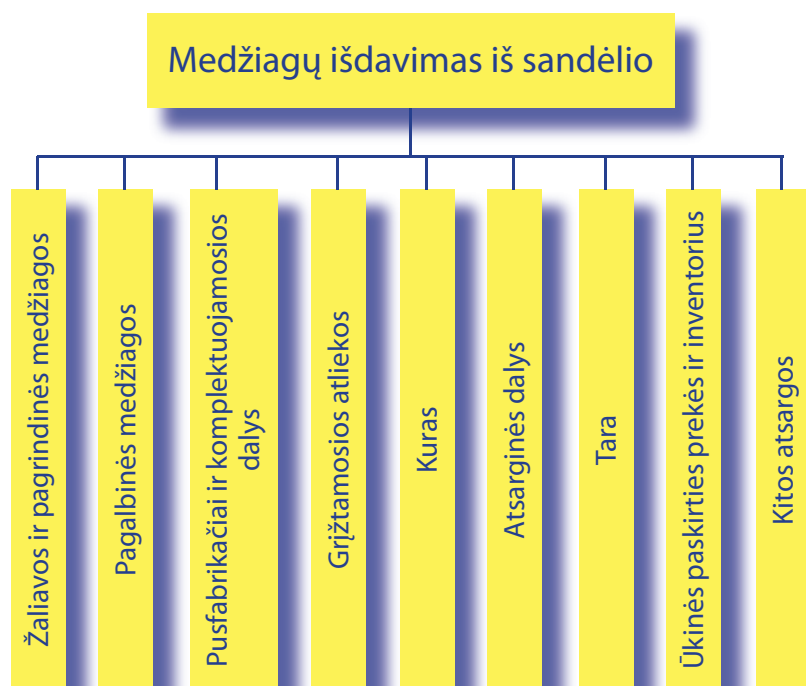 Medžiagų išdavimas iš sandėlio
Žaliavos ir pagrindinės medžiagos
Pagalbinės medžiagos
Pusfabrikačiai ir komplektuojamosios
dalys
Grįžtamosios atliekos
Kuras
Atsarginės dalys
Tara
Ūkinės paskirties prekės ir inventorius
Kitos atsargos